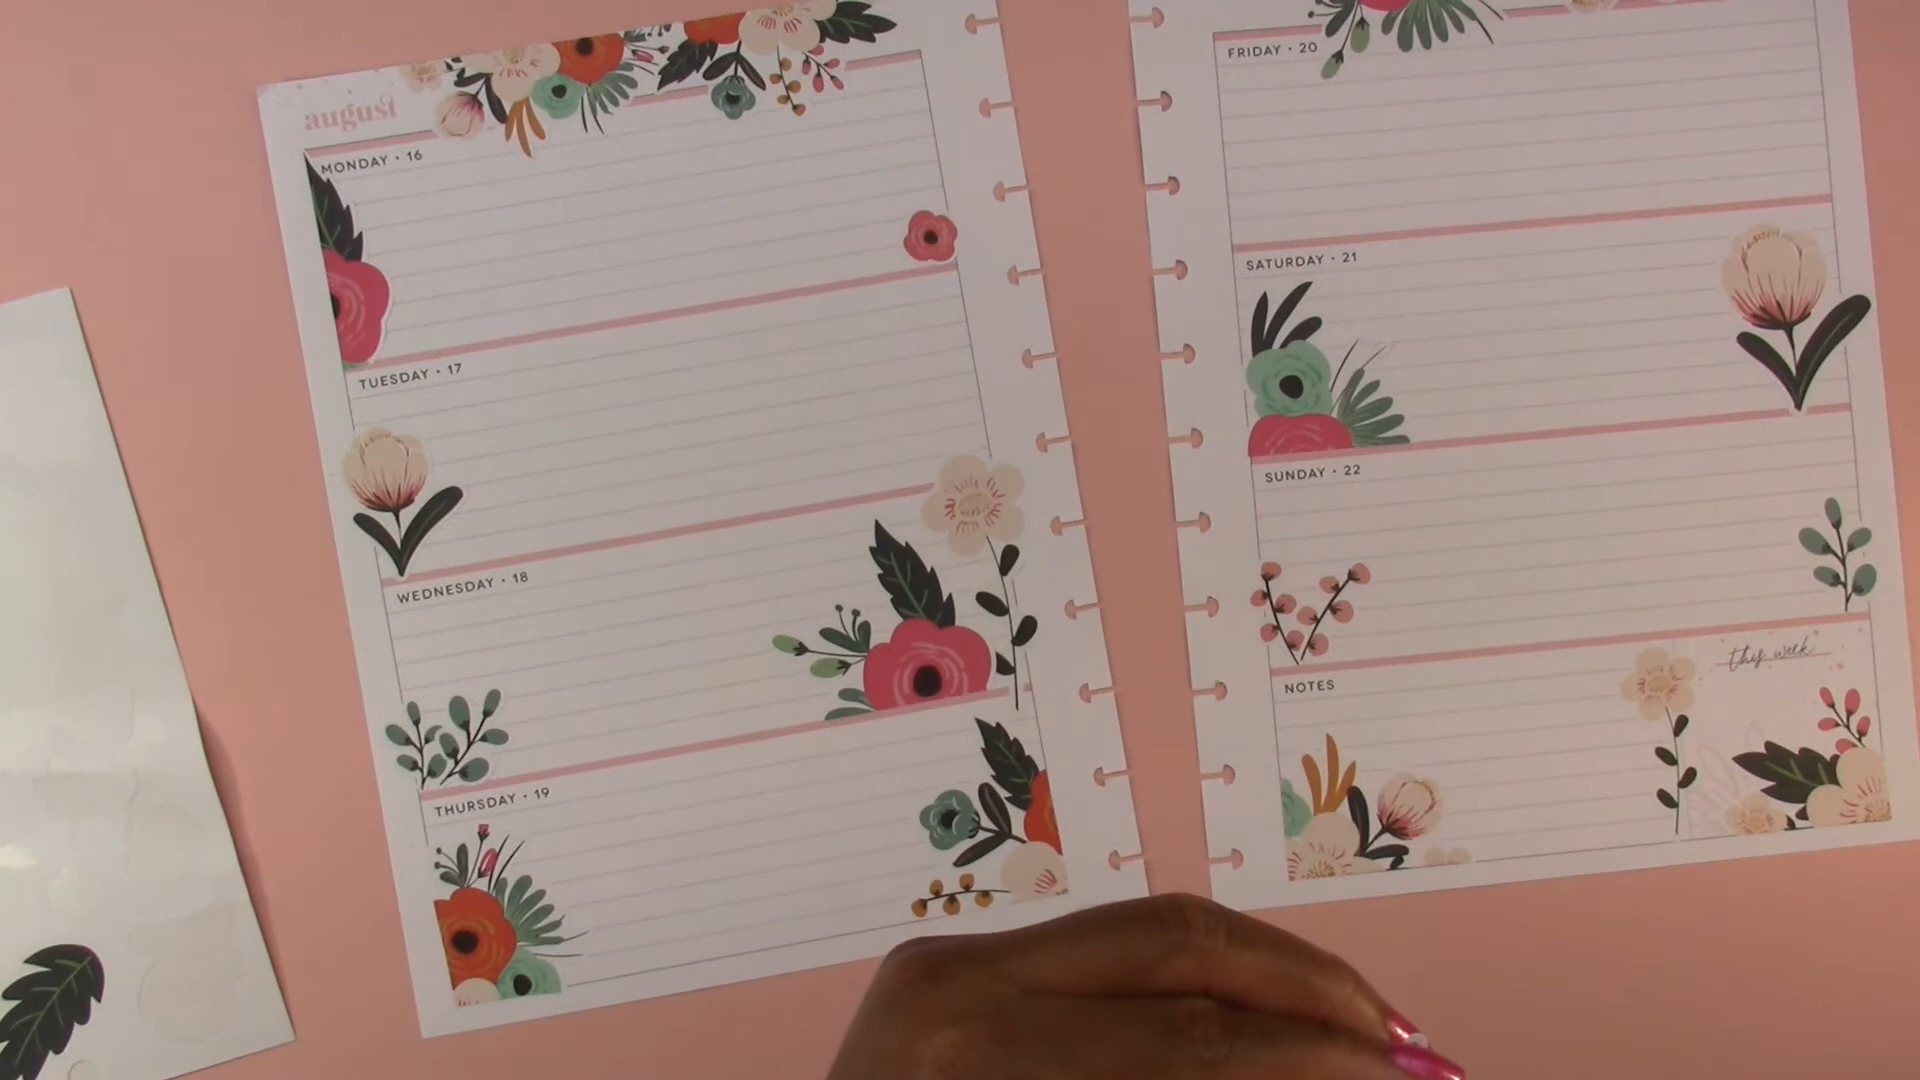 august
MONDAY • 16
TUESDAY • 17
WEDNESDAY • 18
THURSDAY • 19
FRIDAY • 20
SATURDAY • 21
SUNDAY • 22
NOTES
this week